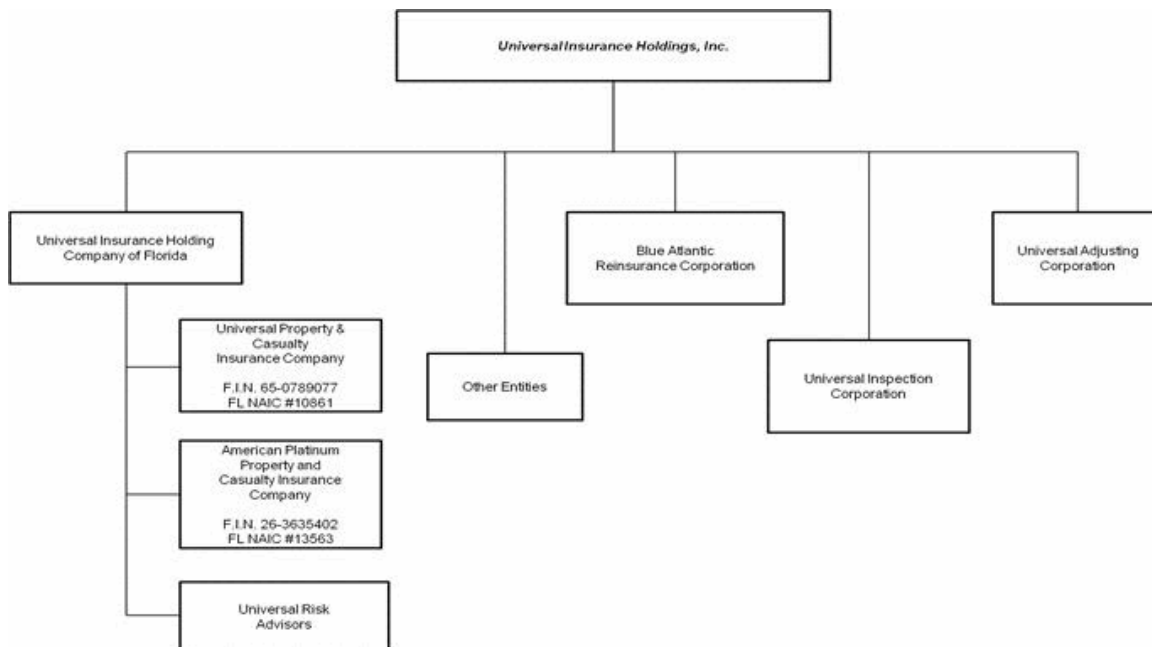 Universal Insurance Holdings, Inc.
Universal Insurance Holding
Company of Florida
Blue Atlantic
Reinsurance Corporation
Universal Adjusting
Corporation
Universal Property &
Casualty
Insurance Company
F.I.N. 65-0789077
FL NAIC #10861
Other Entities
Universal Inspection
Corporation
American Platinum
Property and
Casualty Insurance
Company
F.I.N. 26-3635402
FL NAIC #13563
Universal Risk
Advisors